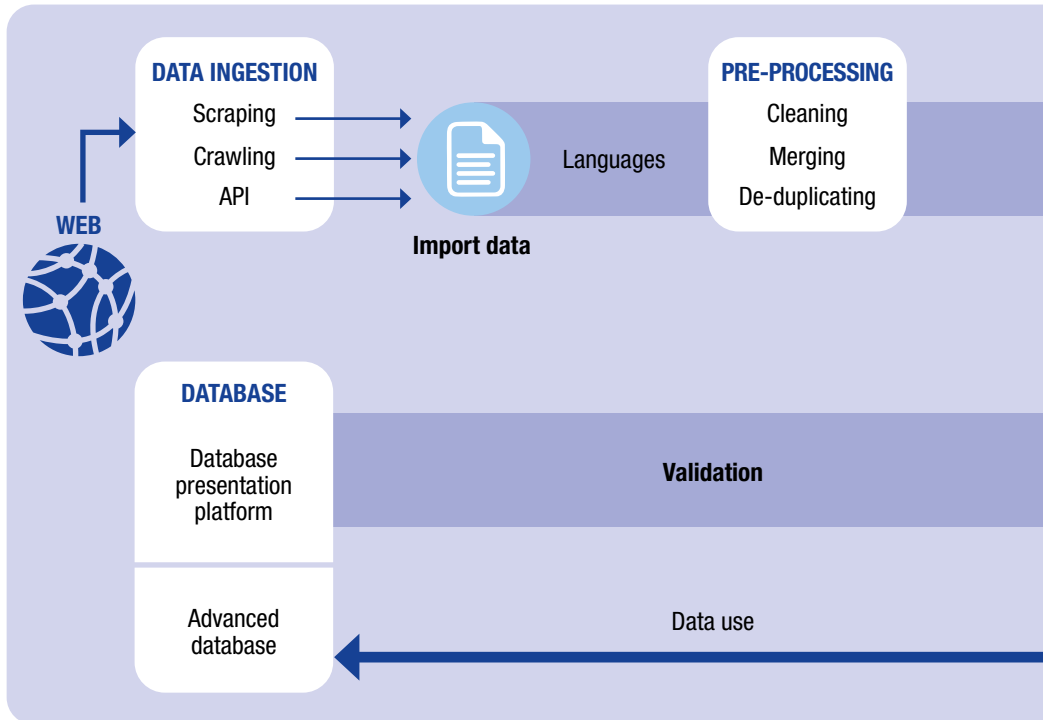 DATA INGESTION
Scraping
Crawling
API
WEB
Import data
Languages
PRE-PROCESSING
Cleaning
Merging
De-duplicating
DATABASE
Database
presentation
platform
Validation
Advanced
database
Data use